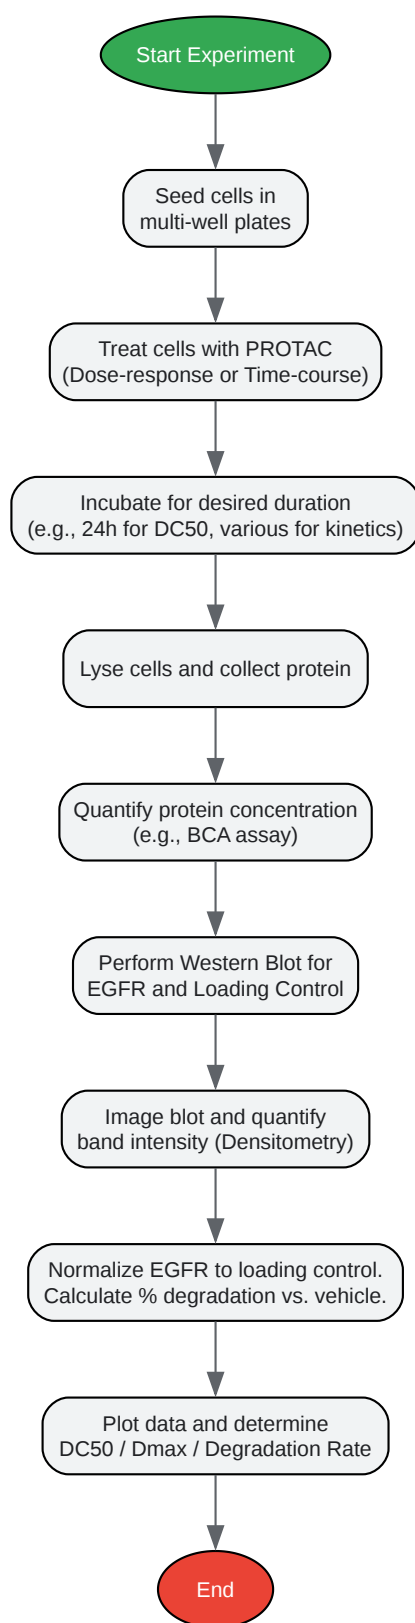 Start Experiment
Seed cells in
multi-well plates
Treat cells with PROTAC
(Dose-response or Time-course)
Incubate for desired duration
(e.g., 24h for DC50, various for kinetics)
Lyse cells and collect protein
Quantify protein concentration
(e.g., BCA assay)
Perform Western Blot for
EGFR and Loading Control
Image blot and quantify
band intensity (Densitometry)
Normalize EGFR to loading control.
Calculate % degradation vs. vehicle.
Plot data and determine
DC50 / Dmax / Degradation Rate
End